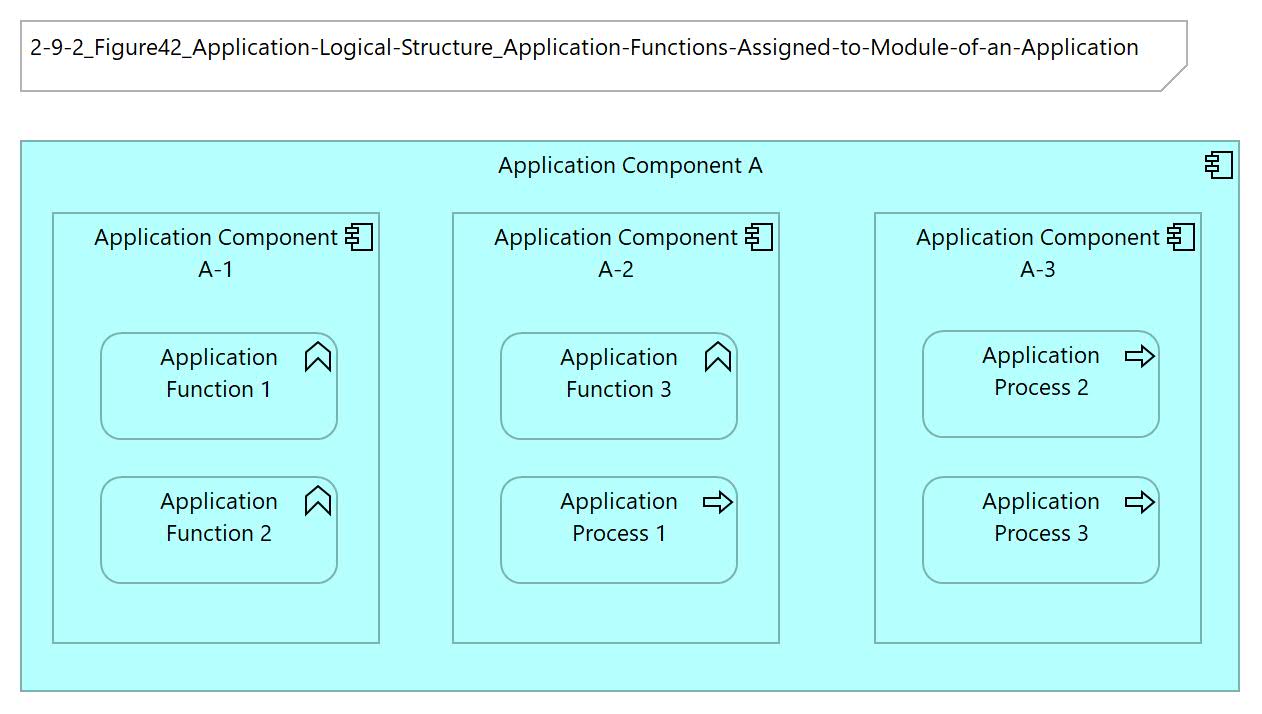 2-9-2_Figure42_Application-Logical-Structure_Application-Functions-Assigned-to-Module-of-an-Application
Application Component A
Application Component
A-1
Application
Function 1
Application
Function 2
Application Component
A-2
Application
Function 3
Application
Process 1
Application Component
A-3
Application
Process 2
Application
Process 3